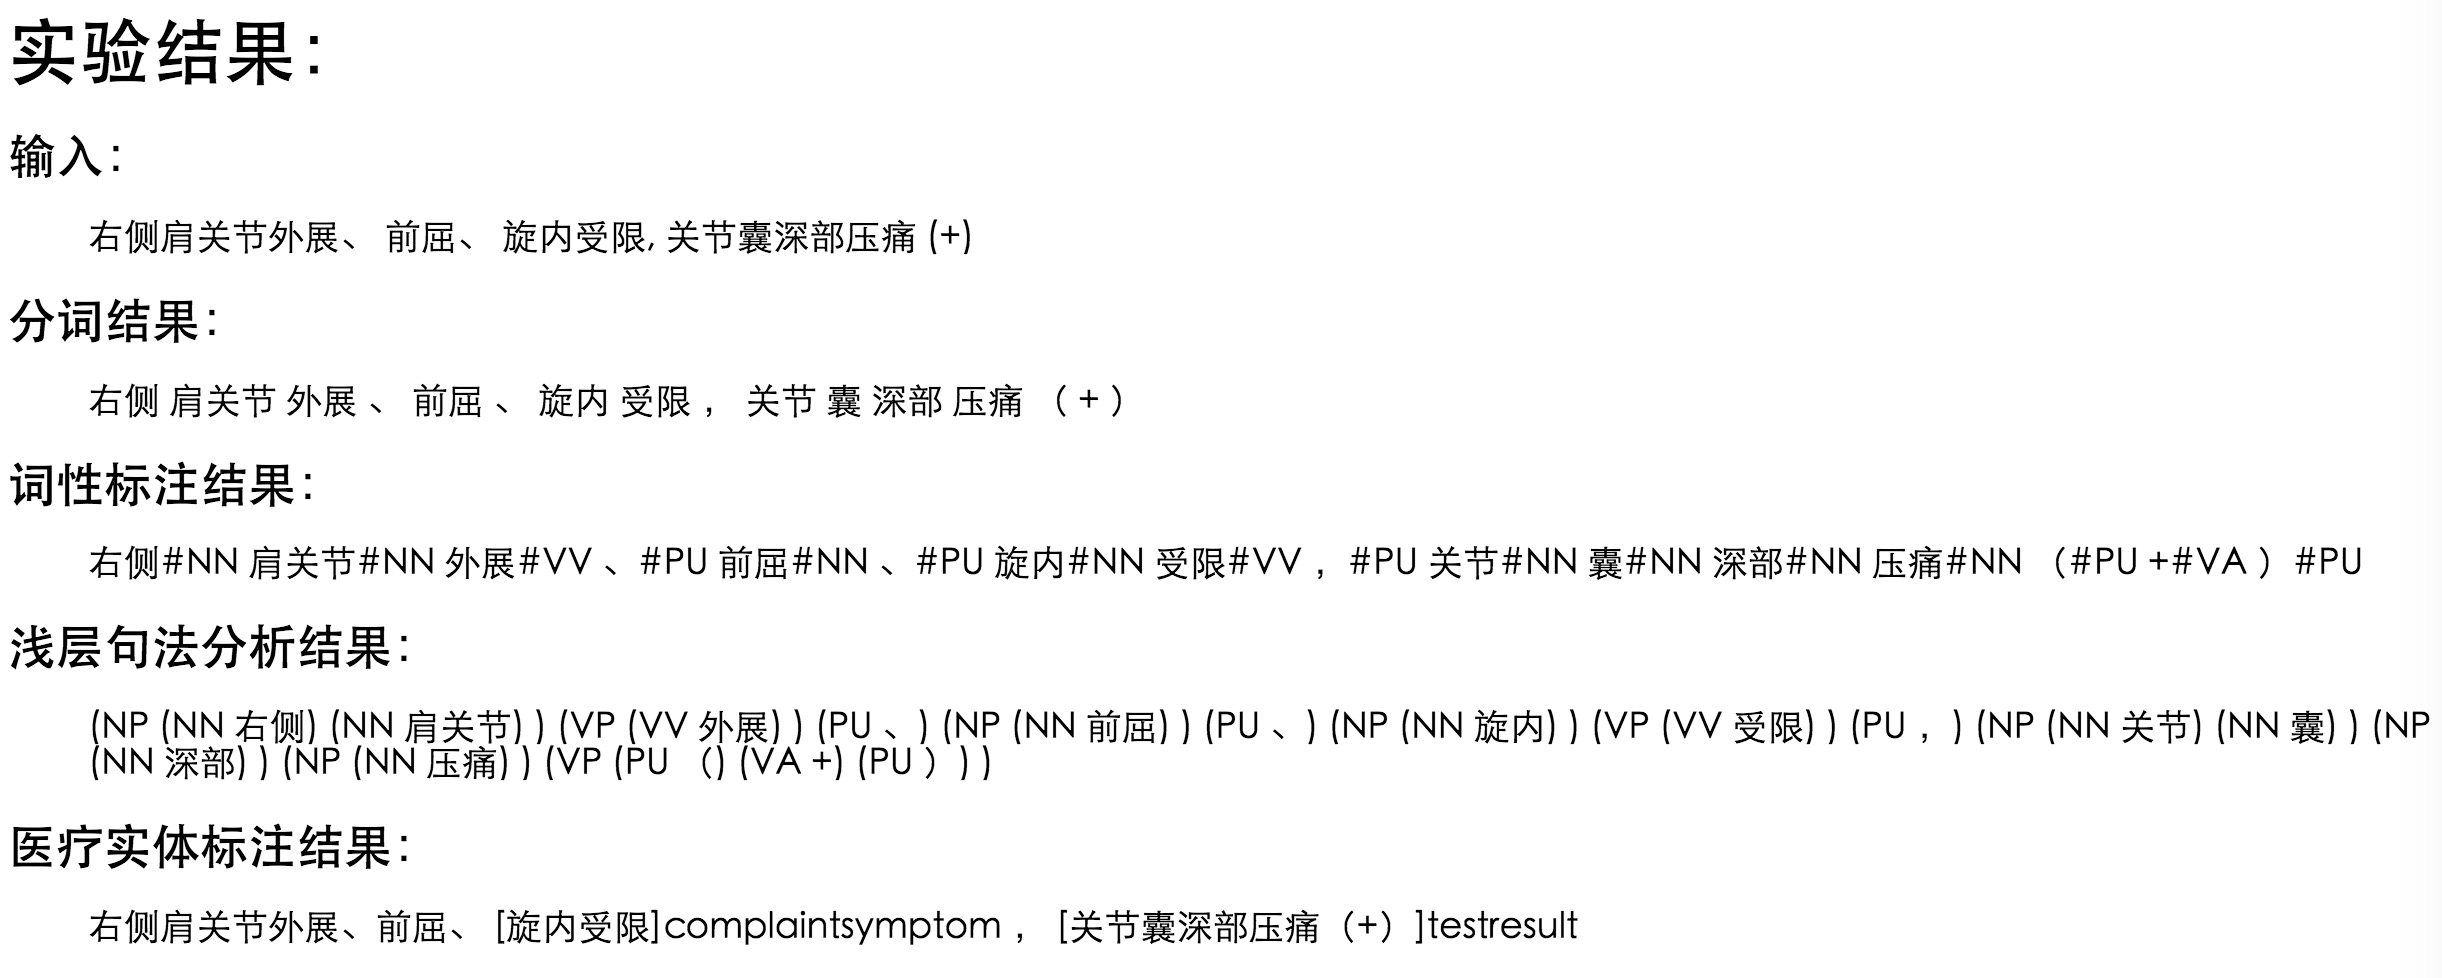 实验结果:
输入:
右侧肩关节外展、 前屈、 旋内受限, 关节囊深部压痛 (+)
分词结果:
右侧 肩关节 外展 、 前屈 、 旋内 受限 ， 关节 囊 深部 压痛 （ + ）
词性标注结果:
右侧#NN 肩关节#NN 外展#VV 、#PU 前屈#NN 、#PU 旋内#NN 受限#VV ，#PU 关节#NN 囊#NN 深部#NN 压痛#NN （#PU +#VA ）#PU
浅层句法分析结果:
(NP (NN 右侧) (NN 肩关节) ) (VP (VV 外展) ) (PU 、) (NP (NN 前屈) ) (PU 、) (NP (NN 旋内) ) (VP (VV 受限) ) (PU ，) (NP (NN 关节) (NN 囊) ) (NP
(NN 深部) ) (NP (NN 压痛) ) (VP (PU （) (VA +) (PU ）) )
医疗实体标注结果:
右侧肩关节外展、前屈、 [旋内受限]complaintsymptom ， [关节囊深部压痛（+）]testresult